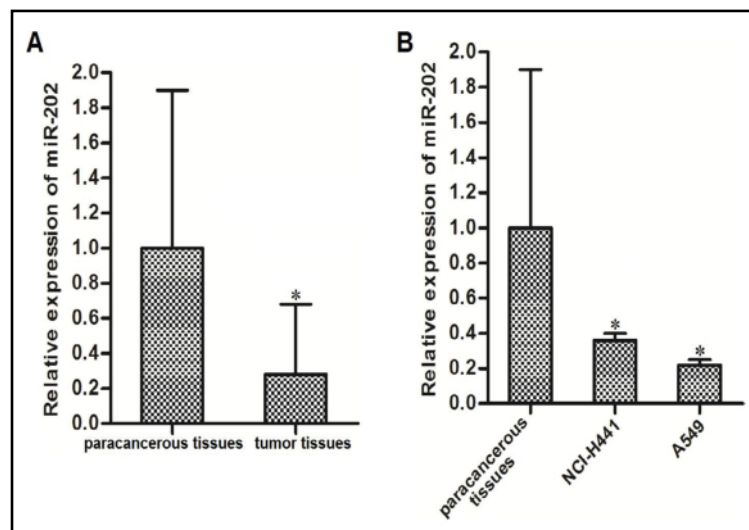 A
Relative expression of miR-202
2.0
1.8
1.6
1.4
1.2
1.0
0.8
0.6
0.4
0.2
0.0
*
paracancerous tissues
tumor tissues
B
Relative expression of miR-202
2.0
1.8
1.6
1.4
1.2
1.0
0.8
0.6
0.4
0.2
0.0
*
*
paracancerous
tissues
NCI-H441
A549